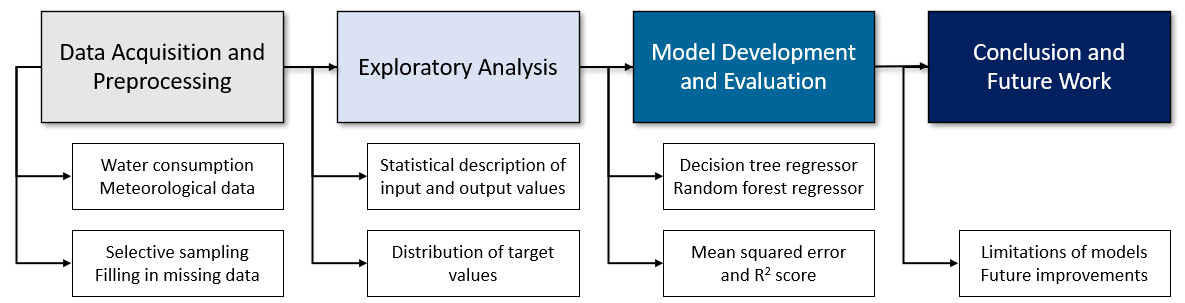 Data Acquisition and
Preprocessing
Water consumption
Meteorological data
Selective sampling
Filling in missing data
Exploratory Analysis
Statistical description of
input and output values
Distribution of target
values
Model Development
and Evaluation
Decision tree regressor
Random forest regressor
Mean squared error
and R² score
Conclusion and
Future Work
Limitations of models
Future improvements